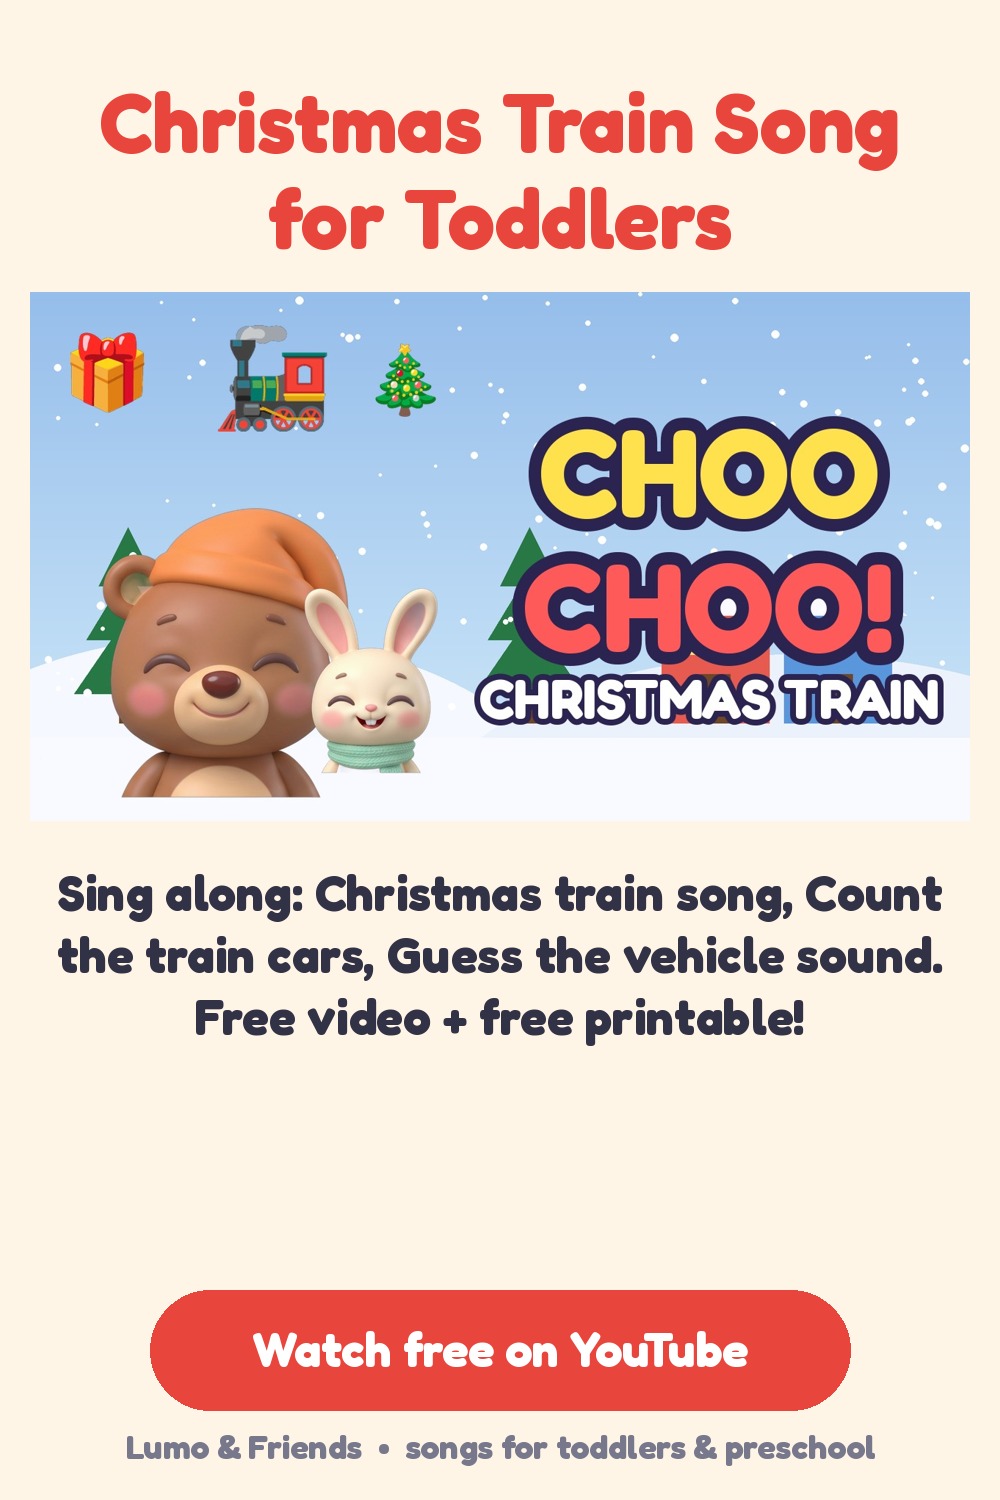 Christmas Train Song
for Toddlers
CHOO
CHOO!
CHRISTMAS TRAIN
Sing along: Christmas train song, Count
the train cars, Guess the vehicle sound.
Free video + free printable!
Watch free on YouTube
Lumo & Friends • songs for toddlers & preschool